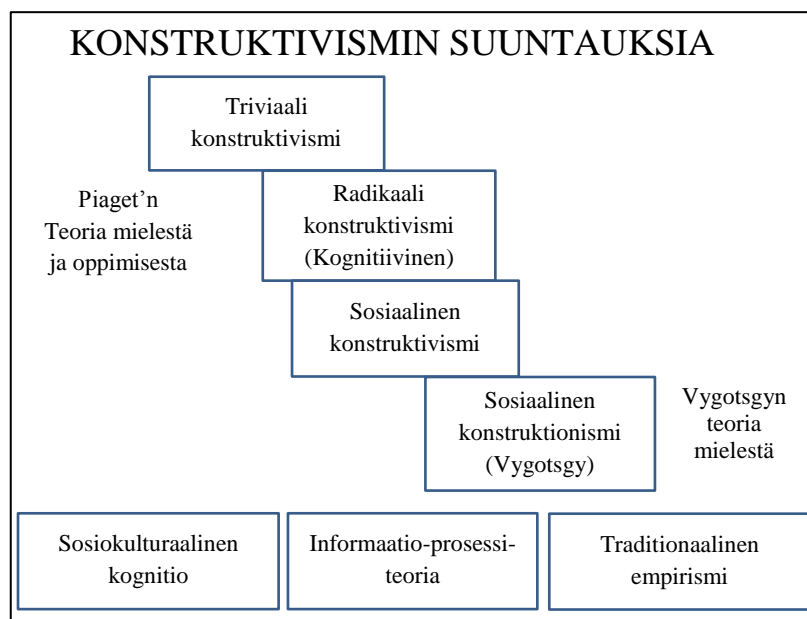 KONSTRUKTIVISMIN SUUNTAUKSIA
Triviaali
konstruktivismi
Piaget’n
Teoria mielestä
ja oppimisesta
Radikaali
konstruktivismi
(Kognitiivinen)
Sosiaalinen
konstruktivismi
Sosiaalinen
konstruktionismi
(Vygotsgy)
Vygotsgyn
teoria
mielestä
Sosiokulturaalinen
kognitio
Informaatio-prosessi-
teoria
Traditionaalinen
empirismi